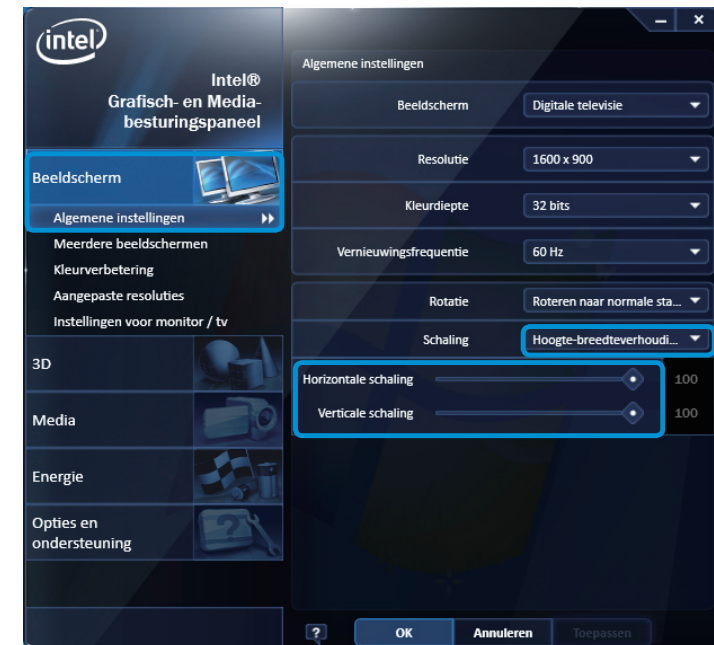 intel
Intel®
Grafisch- en Media-
besturingspaneel
Beeldscherm
Algemene instellingen
Meerdere beeldschermen
Kleurverbetering
Aangepaste resoluties
Instellingen voor monitor / tv
3D
Media
Energie
Opties en
ondersteuning
Algemene instellingen
Beeldscherm Digitale televisie
Resolutie 1600 x 900
Kleurdiepte 32 bits
Vernieuwingsfrequentie 60 Hz
Rotatie Roteren naar normale sta...
Schaling Hoogte-breedteverhoudi...
Horizontale schaling 100
Verticale schaling 100
? OK Annuleren Toepassen